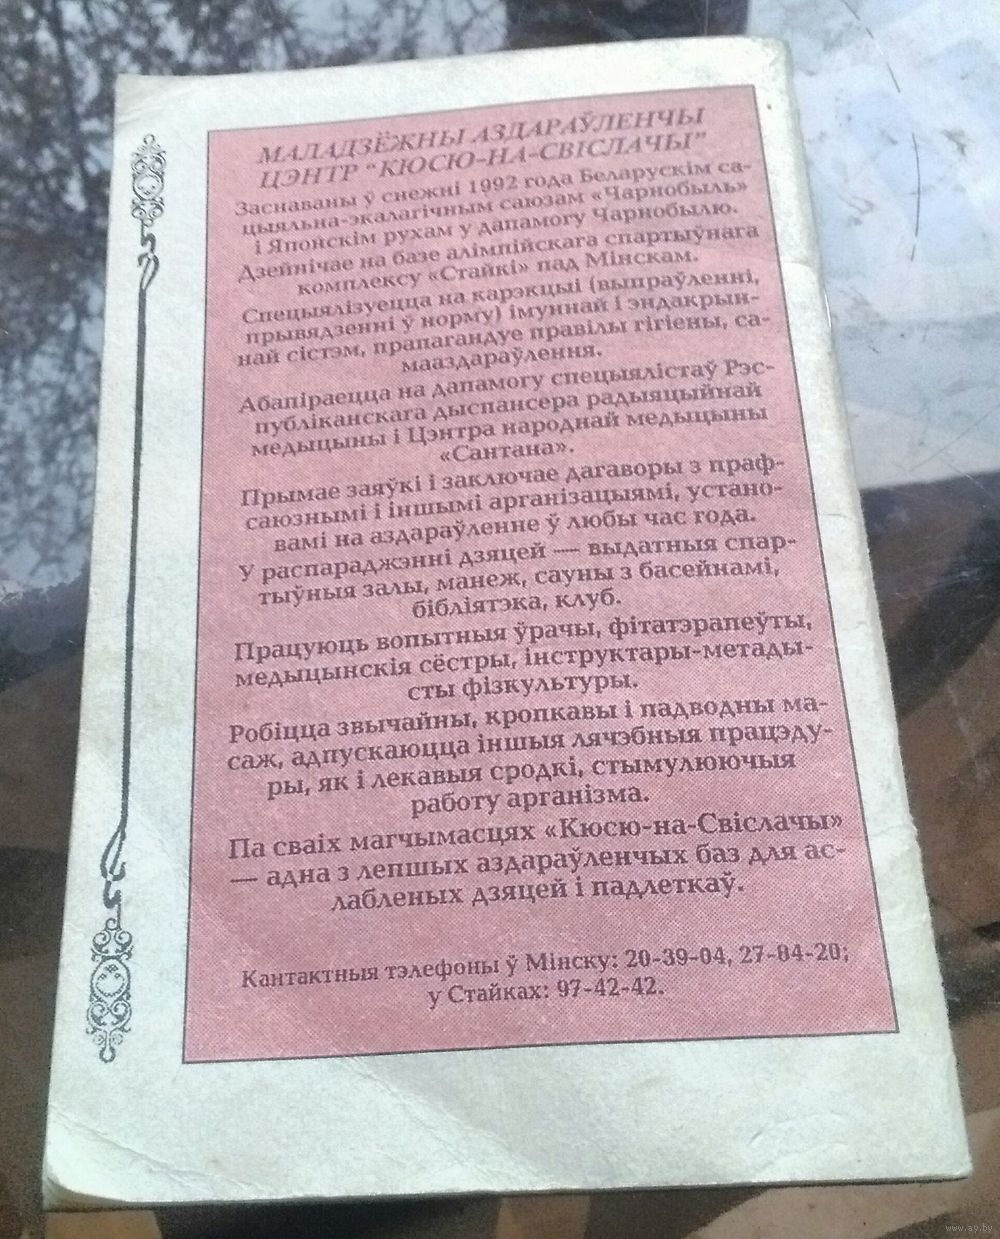 МАЛАДЗЁЖНЫ АЗДАРАЎЛЕНЧЫ
ЦЭНТР “КЮСЮ-НА-СВІСЛАЧЫ”
Заснаваны ў снежні 1992 года Беларускім са-
цыяльна-экалагічным саюзам «Чарнобыль»
і Японскім рухам у дапамогу Чарнобылю.
Дзейнічае на базе алімпійскага спартыўнага
комплексу «Стайкі» пад Мінскам.
Спецыялізуецца на карэкцыі (выпраўленні,
прывядзенні ў норму) імуннай і эндакрын-
най сістэм, прапагандуе правілы гігіены, са-
мааздараўлення.
Абапіраецца на дапамогу спецыялістаў Рэс-
публіканскага дыспансера радыяцыйнай
медыцыны і Цэнтра народнай медыцыны
«Сантана».
Прымае заяўкі і заключае дагаворы з праф-
саюзнымі і іншымі арганізацыямі, устано-
вамі на аздараўленне ў любы час года.
У распараджэнні дзяцей — выдатныя спар-
тыўныя залы, манеж, сауны з басейнамі,
бібліятэка, клуб.
Працуюць вопытныя ўрачы, фітатэрапеўты,
медыцынскія сёстры, інструктары-метады-
сты фізкультуры.
Робіцца звычайны, кропкавы і падводны ма-
саж, адпускаюцца іншыя лячэбныя працэду-
ры, як і лекавыя сродкі, стымулюючыя
работу арганізма.
Па сваіх магчымасцях «Кюсю-на-Свіслачы»
— адна з лепшых аздараўленчых баз для ас-
лабленых дзяцей і падлеткаў.
Кантактныя тэлефоны ў Мінску: 20-39-04, 27-84-20;
у Стайках: 97-42-42.
www.ay.by